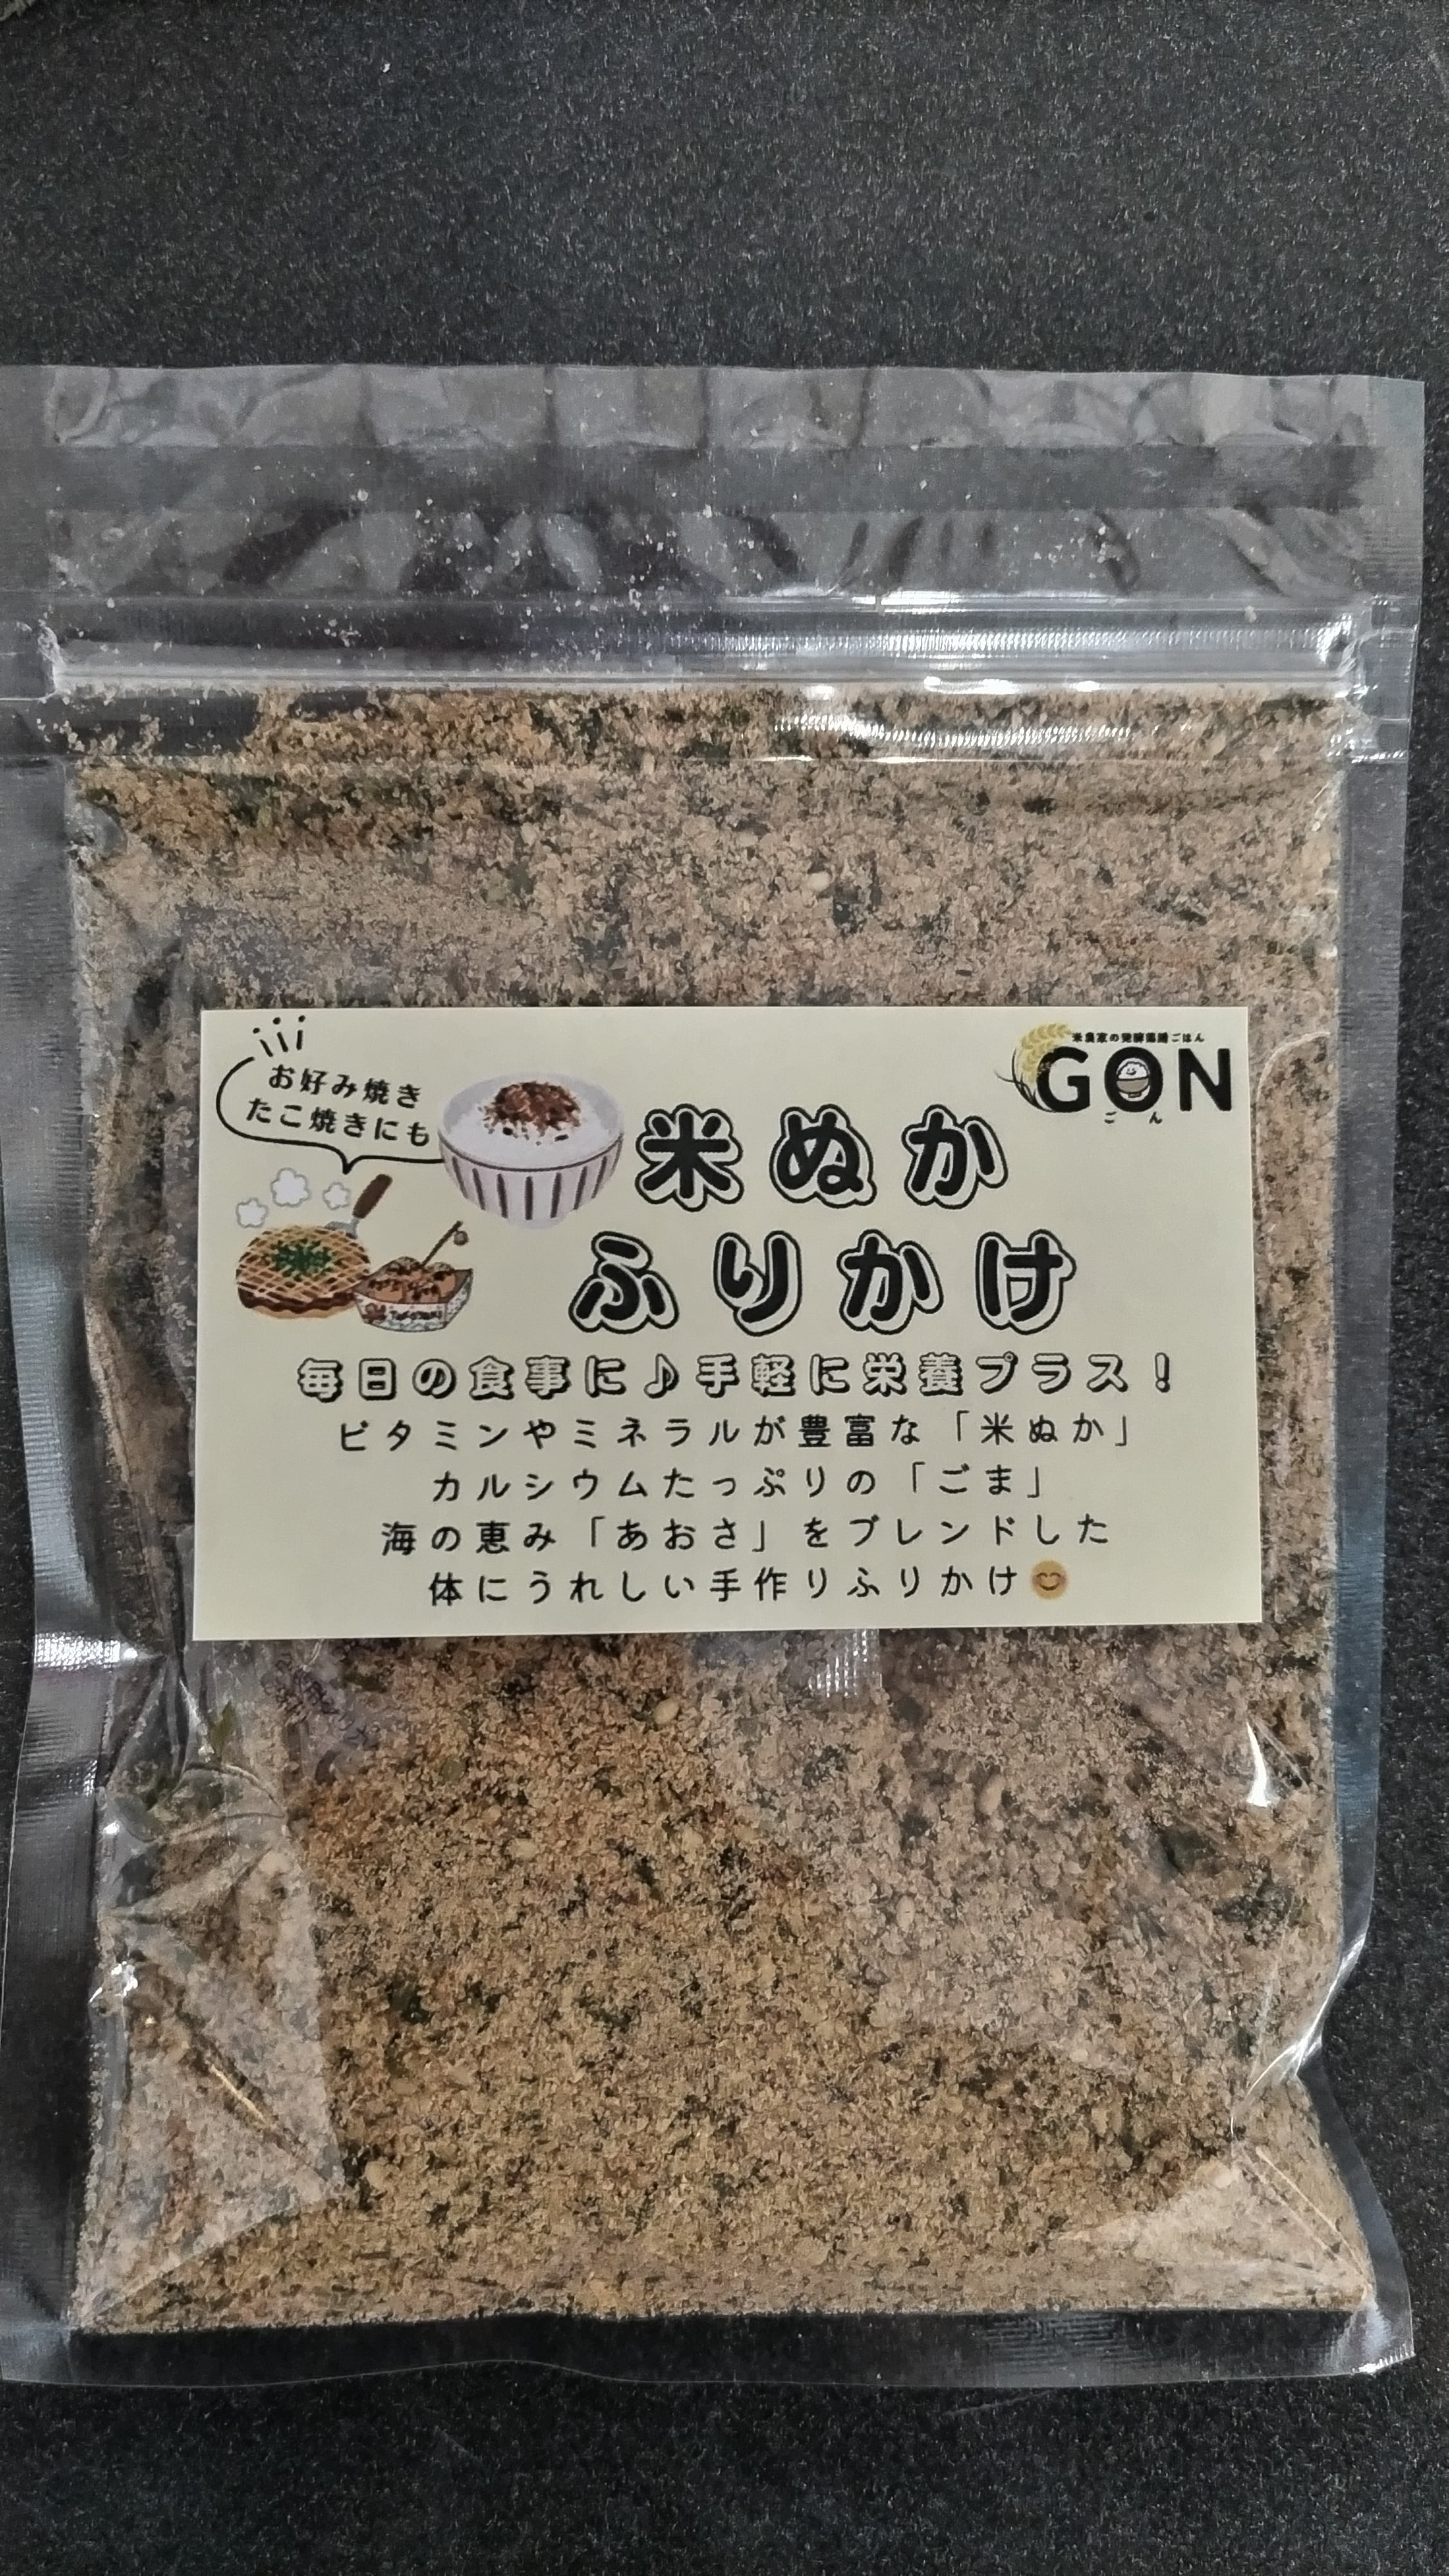 お好み焼き
たこ焼きにも
米農家の発酵薬膳ごはん
GON
ごん
米ぬか
ふりかけ
毎日の食事に♪手軽に栄養プラス！
ビタミンやミネラルが豊富な「米ぬか」
カルシウムたっぷりの「ごま」
海の恵み「あおさ」をブレンドした
体にうれしい手作りふりかけ😊